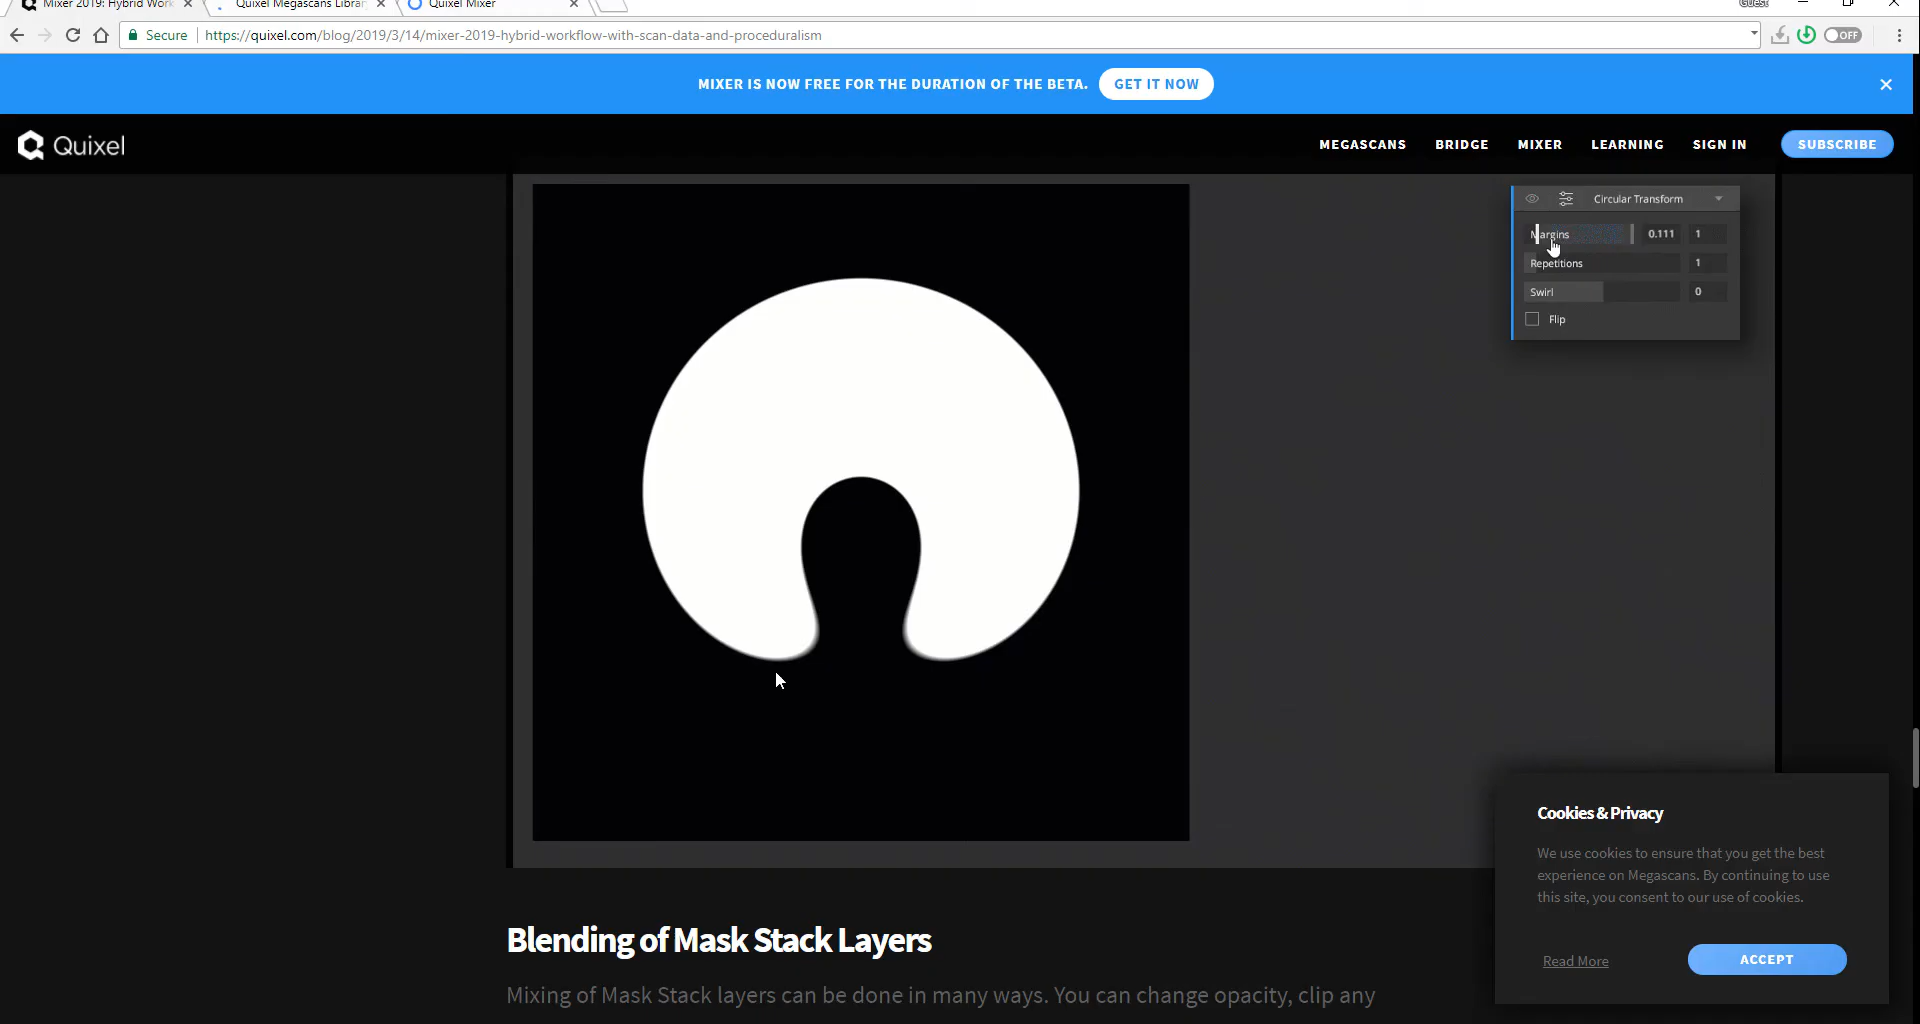 Mixer 2019: Hybrid Work
Quixel Megascans Librar
Quixel Mixer
Guest
Secure
https://quixel.com/blog/2019/3/14/mixer-2019-hybrid-workflow-with-scan-data-and-proceduralism
OFF
MIXER IS NOW FREE FOR THE DURATION OF THE BETA.
GET IT NOW
Quixel
MEGASCANS
BRIDGE
MIXER
LEARNING
SIGN IN
SUBSCRIBE
Circular Transform
Margins 0.111 1
Repetitions 1
Swirl 0
Flip
Cookies & Privacy
We use cookies to ensure that you get the best
experience on Megascans. By continuing to use
this site, you consent to our use of cookies.
Read More
ACCEPT
Blending of Mask Stack Layers
Mixing of Mask Stack layers can be done in many ways. You can change opacity, clip any